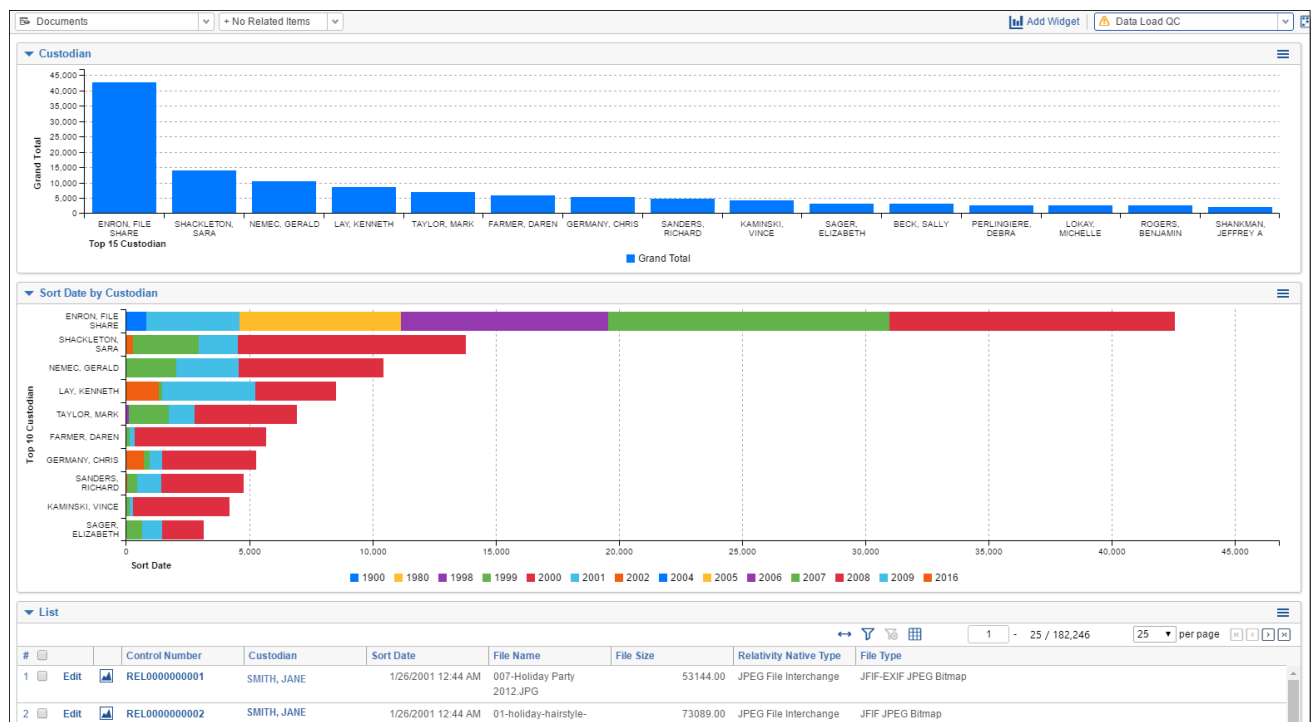 Documents + No Related Items Add Widget Data Load QC
Custodian
45,000
40,000
35,000
30,000
25,000
20,000
15,000
10,000
5,000
0
Grand Total
ENRON, FILE SHARE SHACKLETON, SARA NEMEC, GERALD LAY, KENNETH TAYLOR, MARK FARMER, DAREN GERMANY, CHRIS SANDERS, RICHARD KAMINSKI, VINCE SAGER, ELIZABETH BECK, SALLY PERLINGIERE, DEBRA LOKAY, MICHELLE ROGERS, BENJAMIN SHANKMAN, JEFFREY A
Top 15 Custodian
Grand Total
Sort Date by Custodian
Top 10 Custodian
ENRON, FILE
SHARE
SHACKLETON,
SARA
NEMEC, GERALD
LAY, KENNETH
TAYLOR, MARK
FARMER, DAREN
GERMANY, CHRIS
SANDERS,
RICHARD
KAMINSKI, VINCE
SAGER,
ELIZABETH
0 5,000 10,000 15,000 20,000 25,000 30,000 35,000 40,000 45,000
Sort Date
1900 1980 1998 1999 2000 2001 2002 2004 2005 2006 2007 2008 2009 2016
List
1 - 25 / 182,246 25 per page
# Control Number Custodian Sort Date File Name File Size Relativity Native Type File Type
1 Edit REL0000000001 SMITH, JANE 1/26/2001 12:44 AM 007-Holiday Party 53144.00 JPEG File Interchange JFIF-EXIF JPEG Bitmap
2012.JPG
2 Edit REL0000000002 SMITH, JANE 1/26/2001 12:44 AM 01-holiday-hairstyle- 73089.00 JPEG File Interchange JFIF JPEG Bitmap